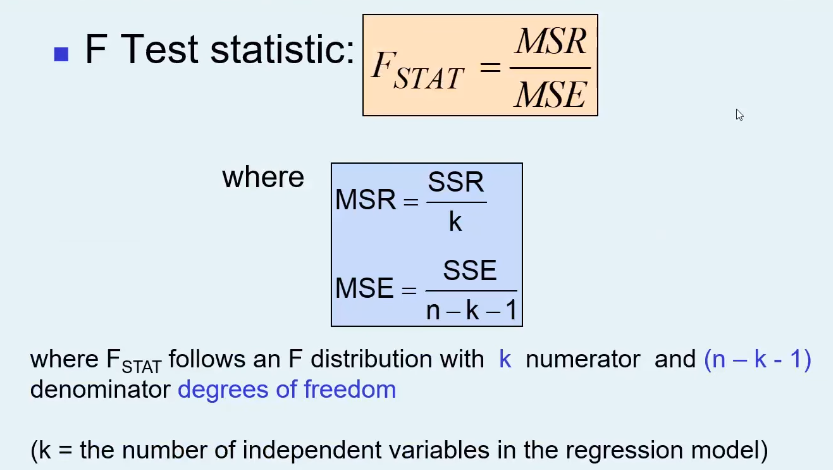 F Test statistic: F_STAT = MSR / MSE
where MSR = SSR / k
MSE = SSE / n – k – 1
where F_STAT follows an F distribution with k numerator and (n – k - 1)
denominator degrees of freedom
(k = the number of independent variables in the regression model)